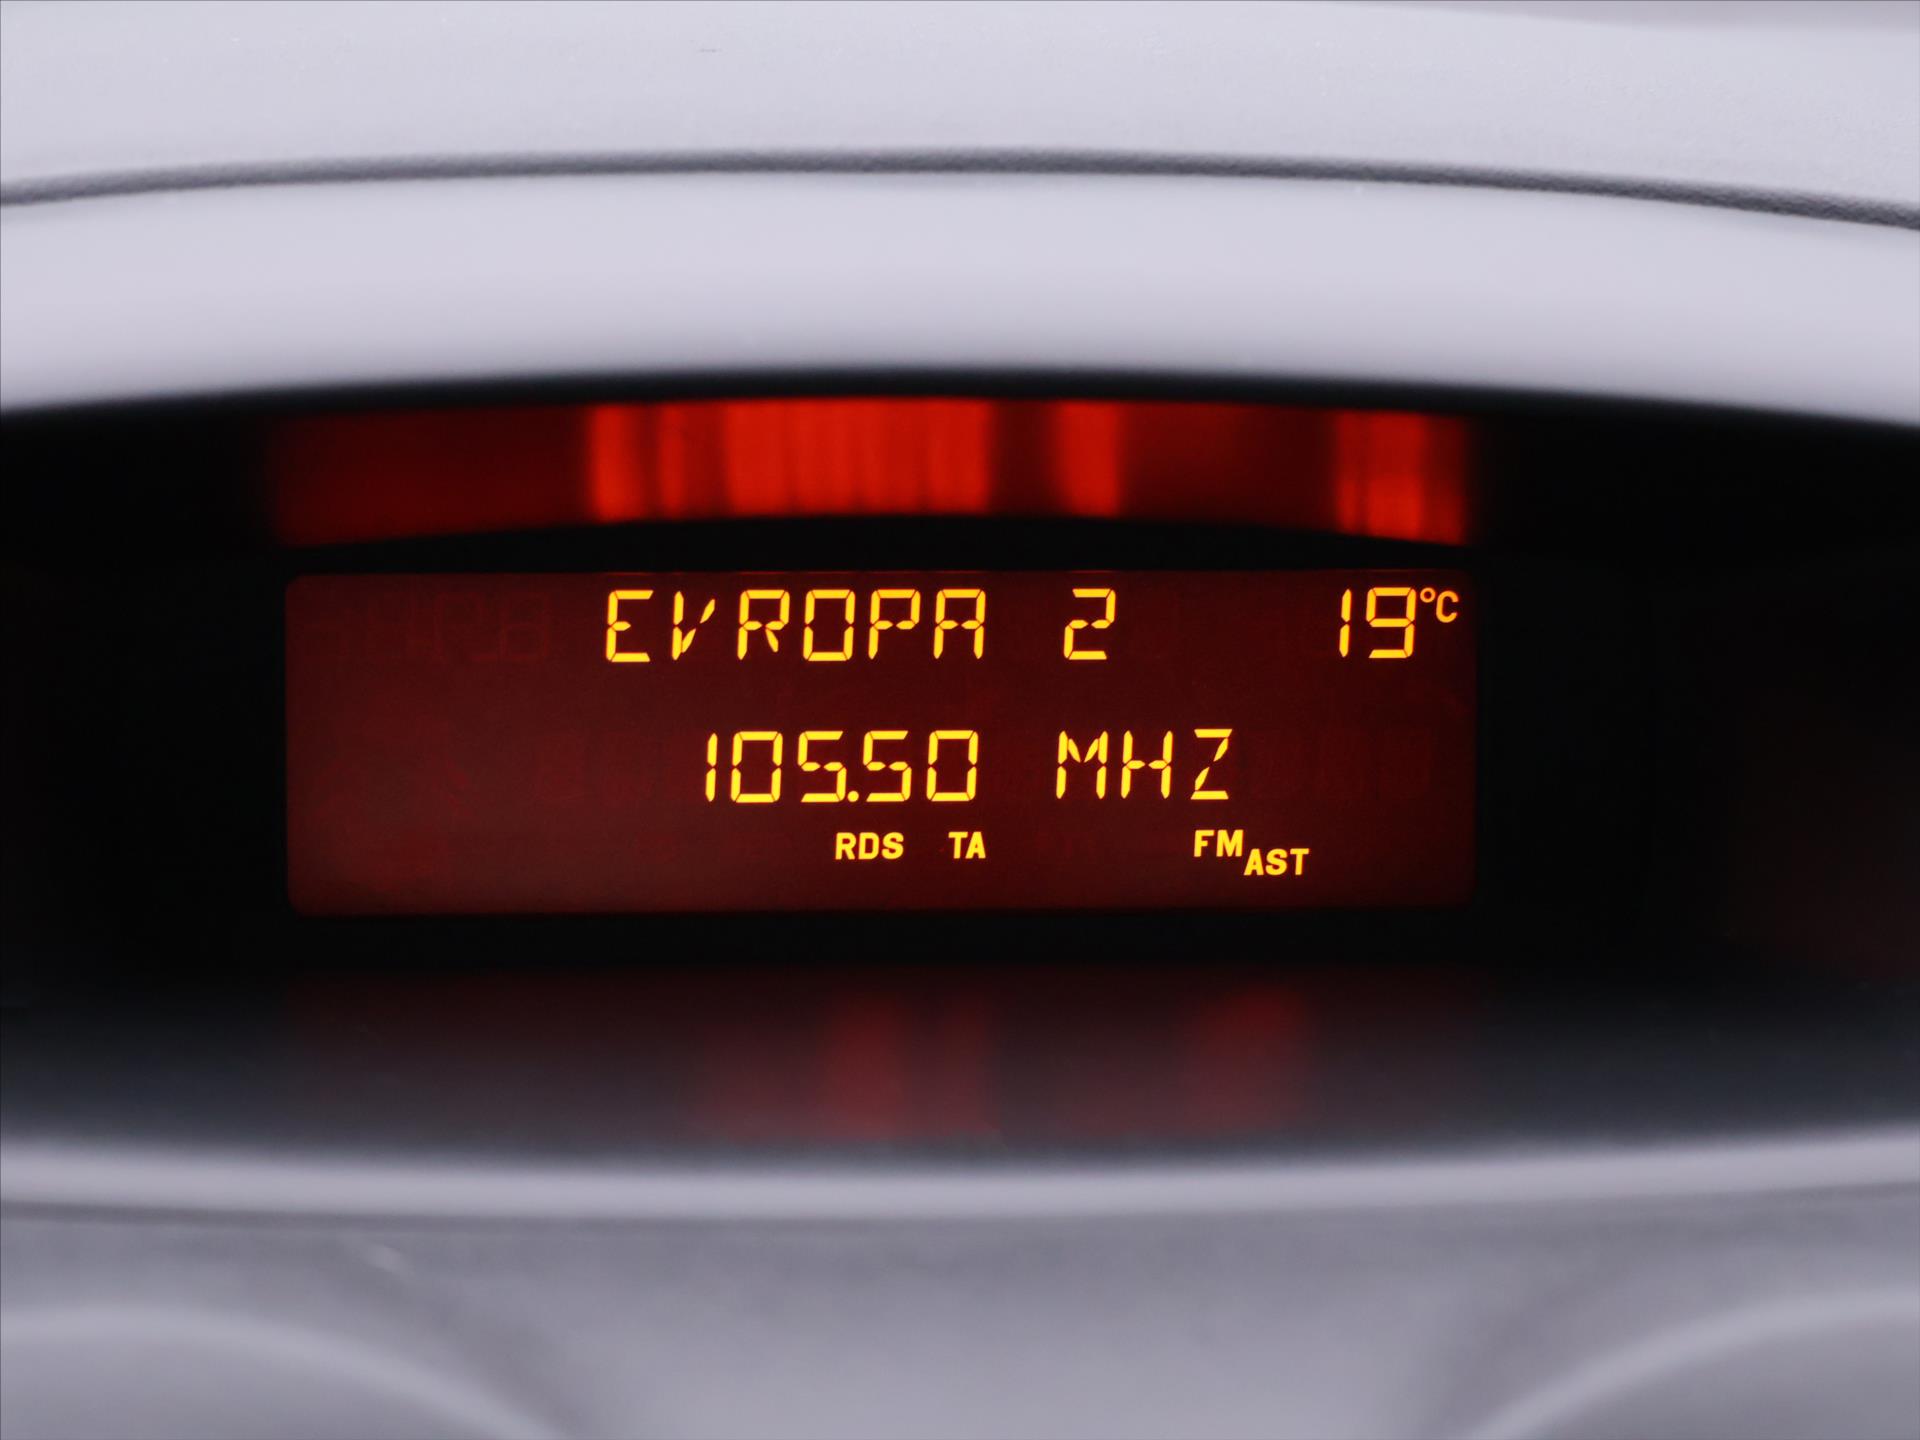 EVROPA 2 19°C
105.50 MHZ
RDS TA FM AST